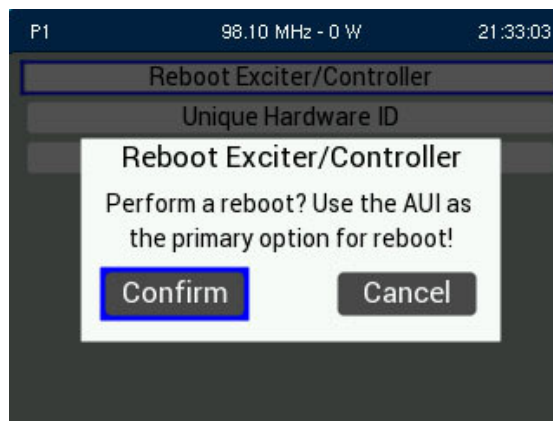 P1 98.10 MHz - 0 W 21:33:03
Reboot Exciter/Controller
Unique Hardware ID
Reboot Exciter/Controller
Perform a reboot? Use the AUI as
the primary option for reboot!
Confirm Cancel